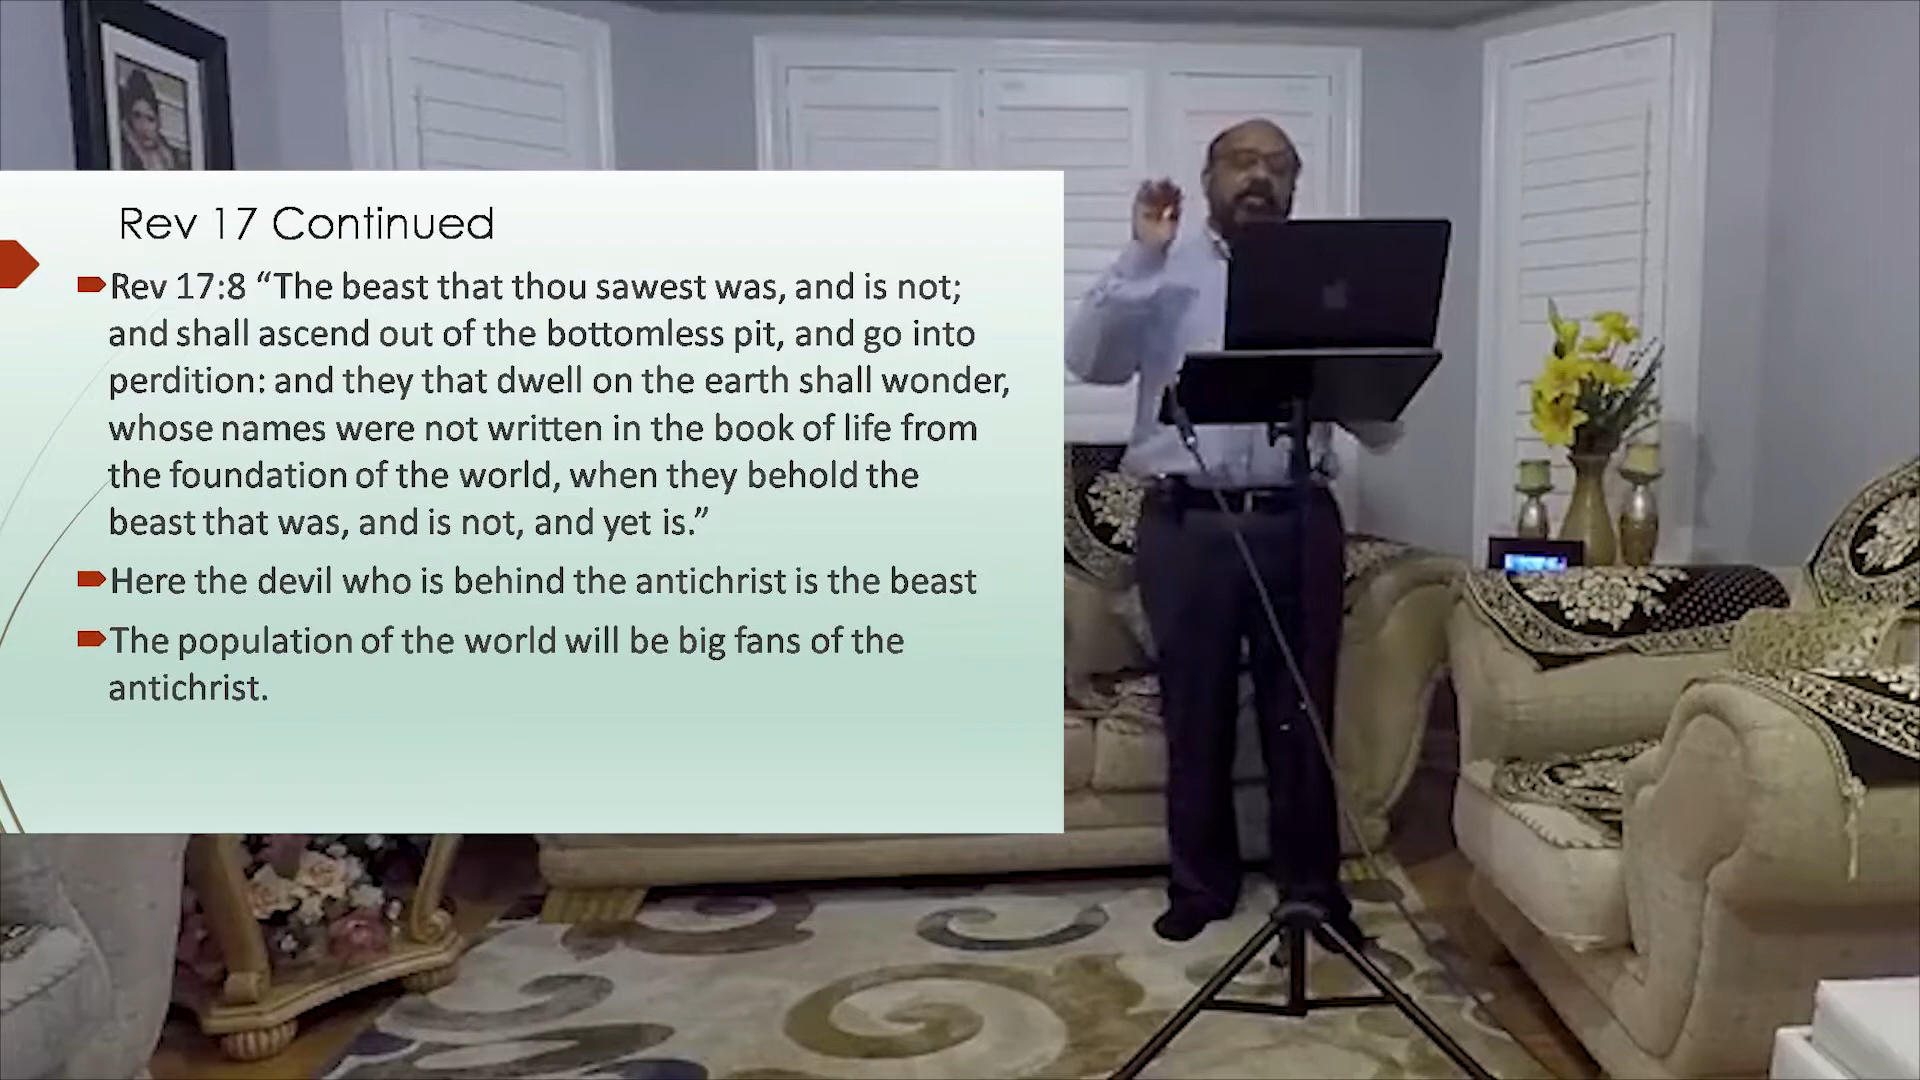 Rev 17 Continued
Rev 17:8 “The beast that thou sawest was, and is not;
and shall ascend out of the bottomless pit, and go into
perdition: and they that dwell on the earth shall wonder,
whose names were not written in the book of life from
the foundation of the world, when they behold the
beast that was, and is not, and yet is.”
Here the devil who is behind the antichrist is the beast
The population of the world will be big fans of the
antichrist.